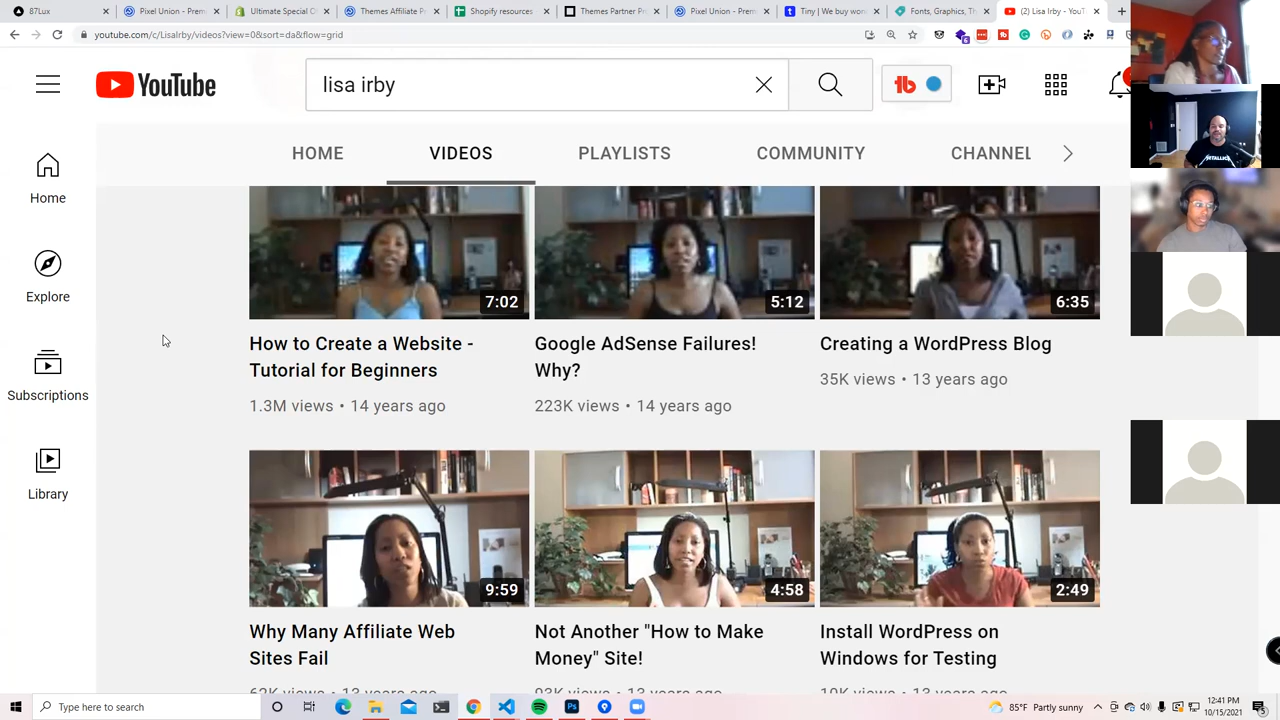 87Lux
Pixel Union - Prem
Ultimate Special C
Themes Affiliate P
Shopify resources
Themes Partner Pro
Pixel Union - Prem
Tiny | We buy wor
Fonts, Graphics, Th
(2) Lisa Irby - YouT
youtube.com/c/LisaIrby/videos?view=0&sort=da&flow=grid
YouTube
lisa irby
tb
HOME
VIDEOS
PLAYLISTS
COMMUNITY
CHANNEL
Home
Explore
Subscriptions
Library
7:02
5:12
6:35
How to Create a Website -
Tutorial for Beginners
1.3M views • 14 years ago
Google AdSense Failures!
Why?
223K views • 14 years ago
Creating a WordPress Blog
35K views • 13 years ago
9:59
4:58
2:49
Why Many Affiliate Web
Sites Fail
Not Another "How to Make
Money" Site!
Install WordPress on
Windows for Testing
METALLICA
Type here to search
85°F Partly sunny
12:41 PM
10/15/2021